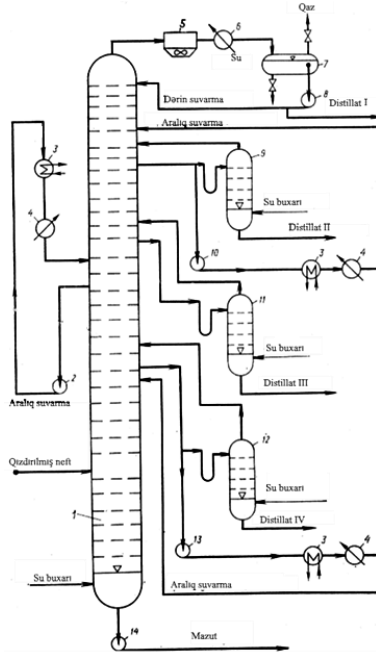 Qaz
5
6
7
Su
8
Dərin suvarma
Distillat I
Aralıq suvarma
9
3
Su buxarı
4
Distillat II
10
3
4
11
Su buxarı
2
Distillat III
Aralıq suvarma
12
Qızdırılmış neft
Su buxarı
1
Distillat IV
13
3
4
Su buxarı
Aralıq suvarma
14
Mazut